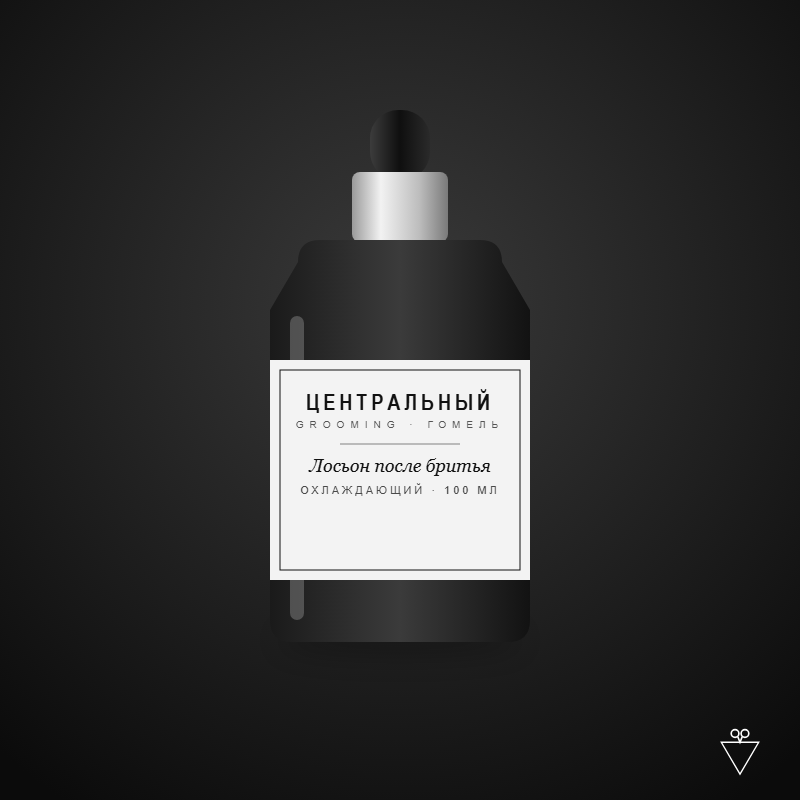 ЦЕНТРАЛЬНЫЙ
GROOMING · ГОМЕЛЬ
Лосьон после бритья
ОХЛАЖДАЮЩИЙ · 100 МЛ